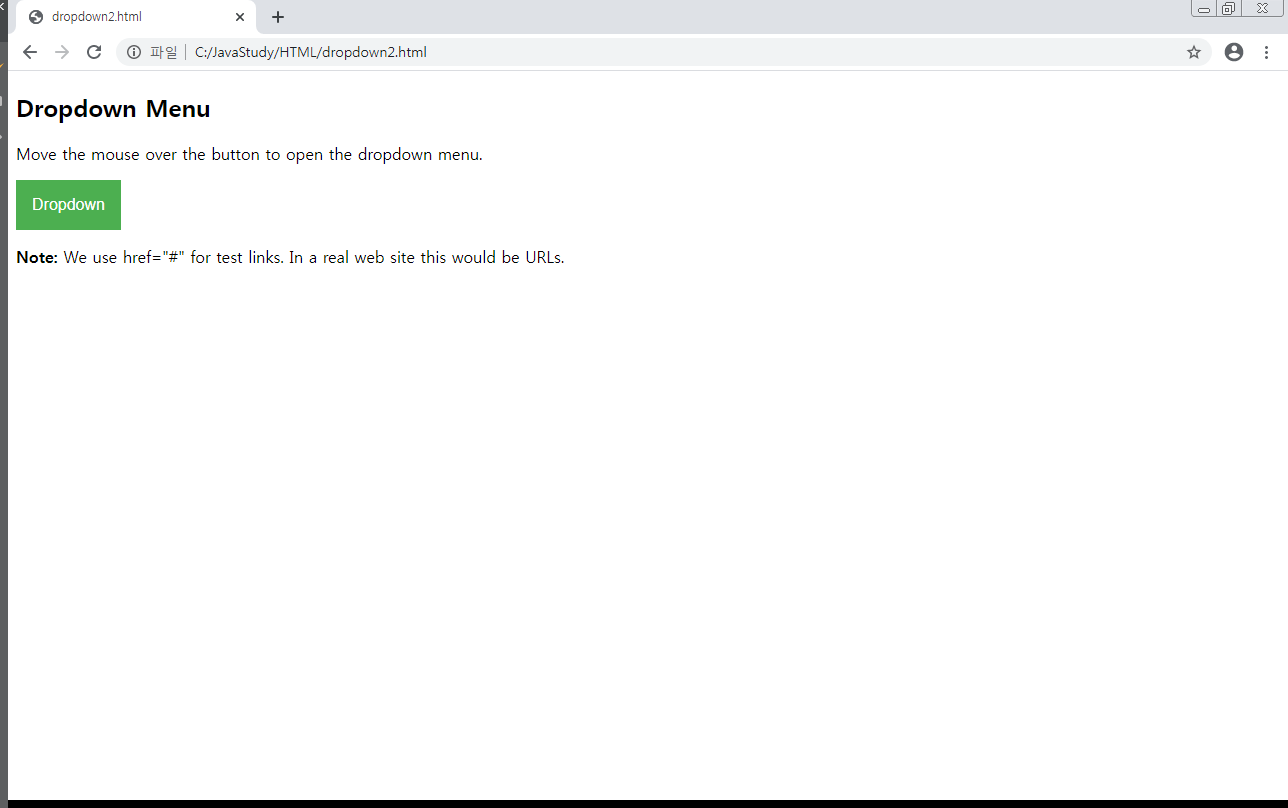 dropdown2.html
파일 C:/JavaStudy/HTML/dropdown2.html
Dropdown Menu
Move the mouse over the button to open the dropdown menu.
Dropdown
Note: We use href="#" for test links. In a real web site this would be URLs.